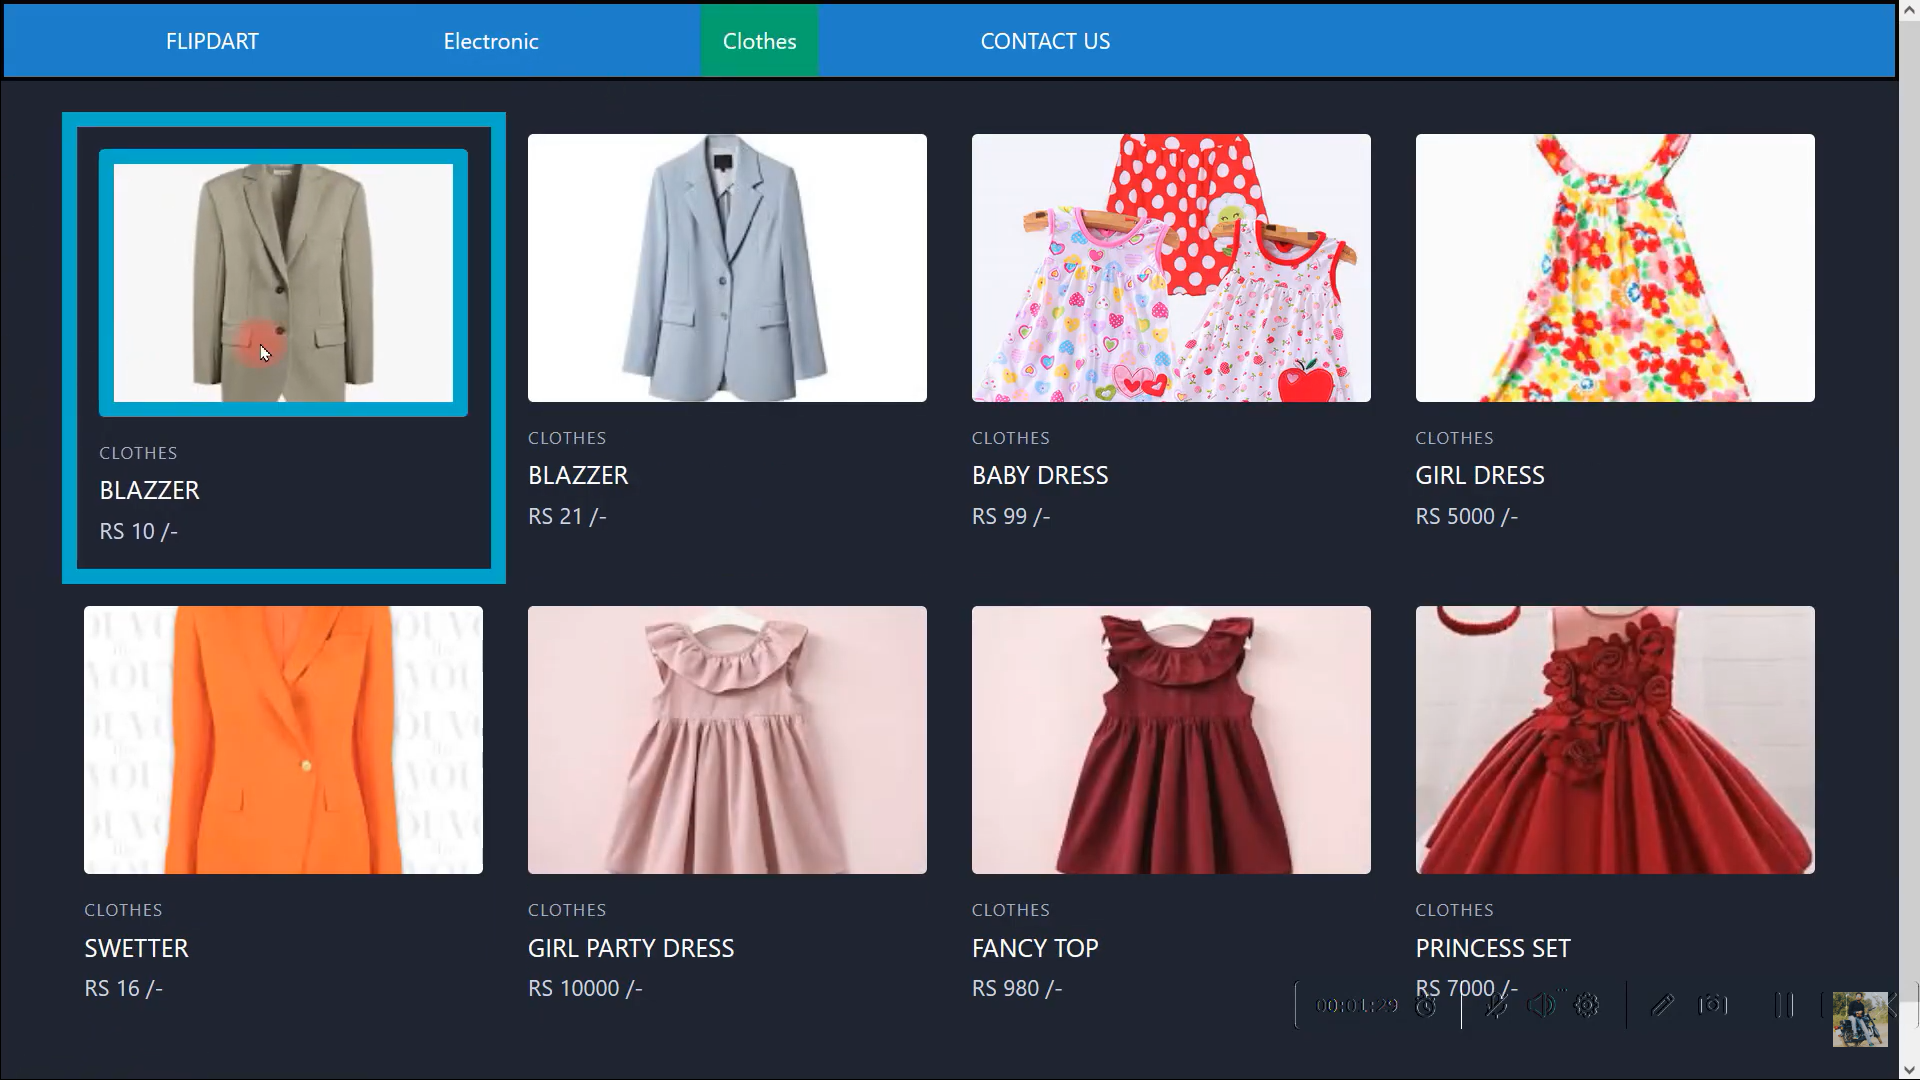 FLIPDART
Electronic
Clothes
CONTACT US
CLOTHES
BLAZZER
RS 10 /-
CLOTHES
BLAZZER
RS 21 /-
CLOTHES
BABY DRESS
RS 99 /-
CLOTHES
GIRL DRESS
RS 5000 /-
CLOTHES
SWETTER
RS 16 /-
CLOTHES
GIRL PARTY DRESS
RS 10000 /-
CLOTHES
FANCY TOP
RS 980 /-
CLOTHES
PRINCESS SET
RS 7000 /-
00:01:29